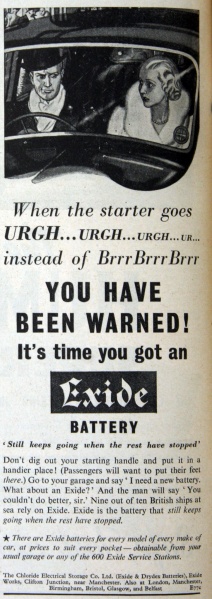 When the starter goes
URGH...URGH...URGH...UR...
instead of BrrrBrrrBrrr
YOU HAVE
BEEN WARNED!
It's time you got an
Exide
BATTERY
'Still keeps going when the rest have stopped'
Don't dig out your starting handle and put it in a
handier place! (Passengers will want to put their feet
there.) Go to your garage and say 'I need a new battery.
What about an Exide?' And the man will say 'You
couldn't do better, sir.' Nine out of ten British ships at
sea rely on Exide. Exide is the battery that still keeps
going when the rest have stopped.
★ There are Exide batteries for every model of every make of
car, at prices to suit every pocket—obtainable from your
usual garage or any of the 600 Exide Service Stations.
The Chloride Electrical Storage Co. Ltd. (Exide & Drydex Batteries), Exide
Works, Clifton Junction, near Manchester. Also at London, Manchester,
Birmingham, Bristol, Glasgow, and Belfast